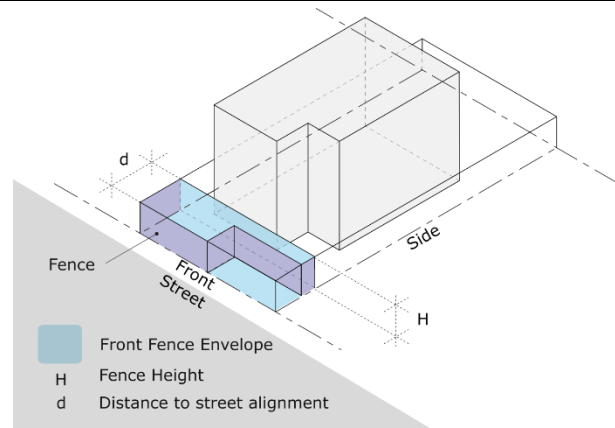 d
Side
Fence
Front
Street
H
Front Fence Envelope
H Fence Height
d Distance to street alignment